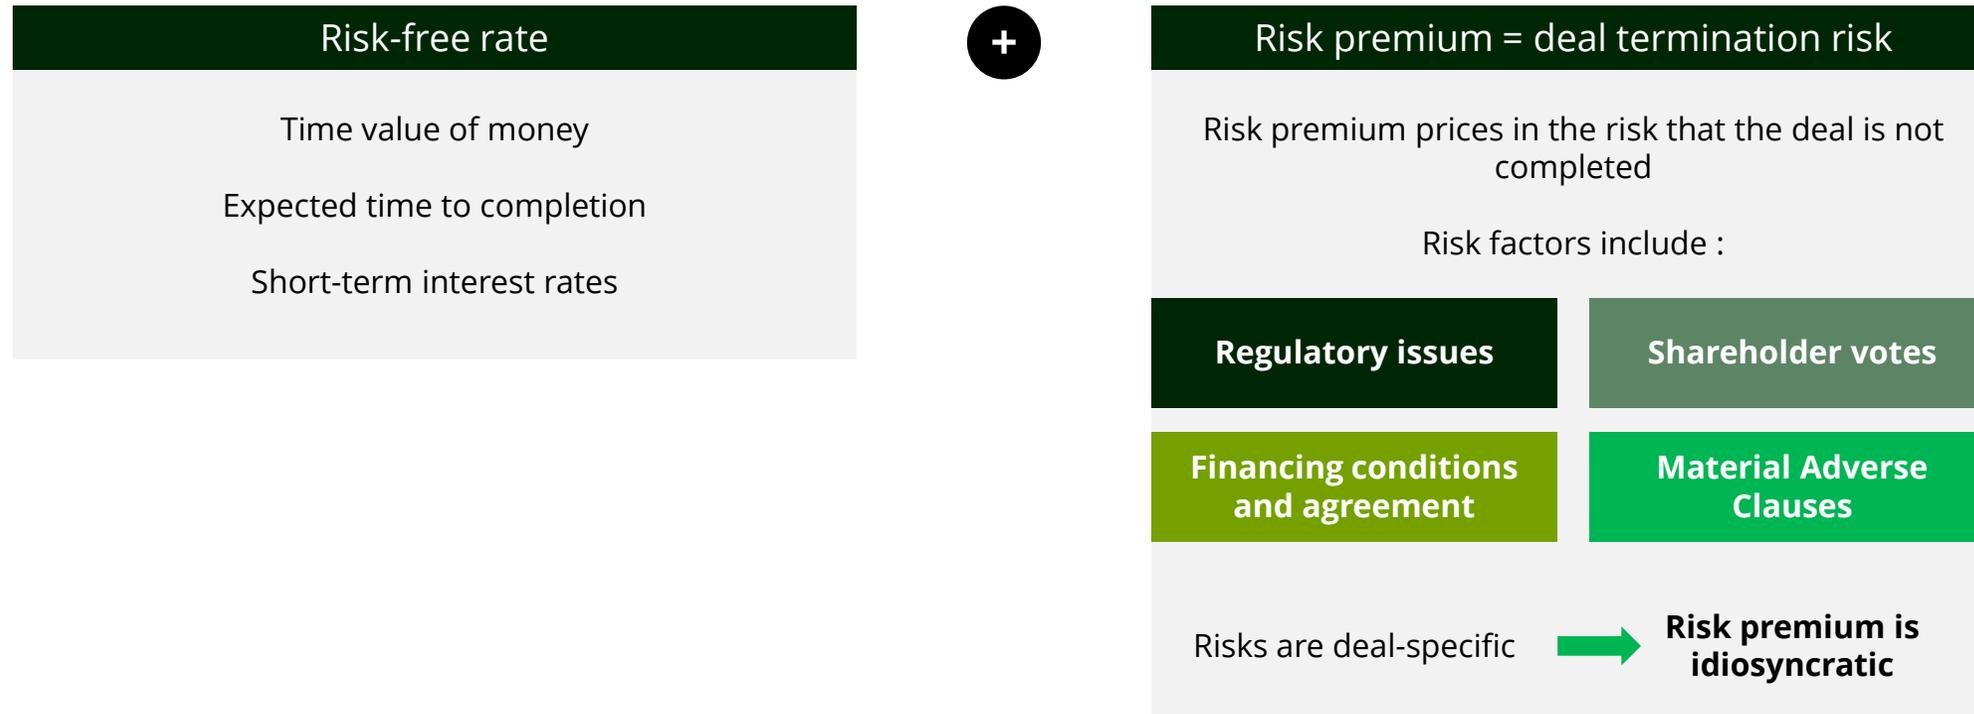 Risk-free rate
Time value of money
Expected time to completion
Short-term interest rates
+
Risk premium = deal termination risk
Risk premium prices in the risk that the deal is not
completed
Risk factors include :
Regulatory issues
Shareholder votes
Financing conditions
and agreement
Material Adverse
Clauses
Risks are deal-specific
Risk premium is
idiosyncratic